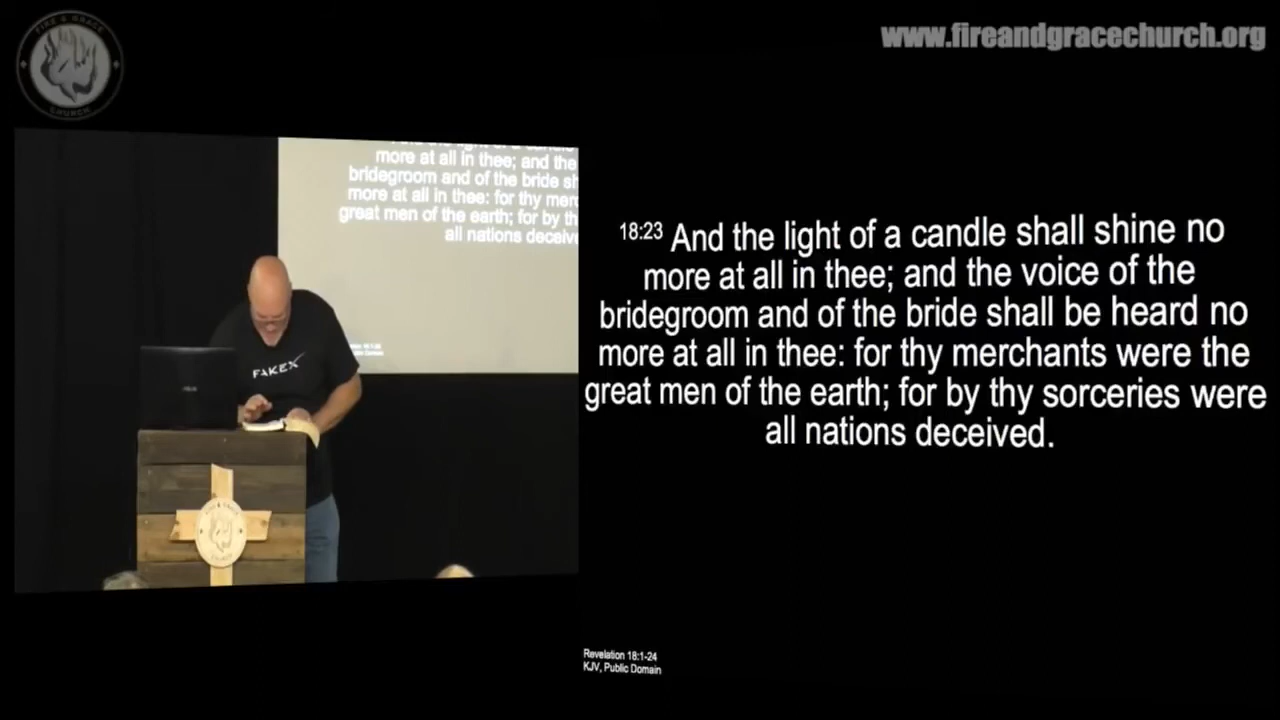 FIRE & GRACE
CHURCH
www.fireandgracechurch.org
more at all in thee; and the
bridegroom and of the bride
more at all in thee: for thy
great men of the earth; for by
all nations
FAKEX
18:23 And the light of a candle shall shine no
more at all in thee; and the voice of the
bridegroom and of the bride shall be heard no
more at all in thee: for thy merchants were the
great men of the earth; for by thy sorceries were
all nations deceived.
Revelation 18:1-24
KJV, Public Domain